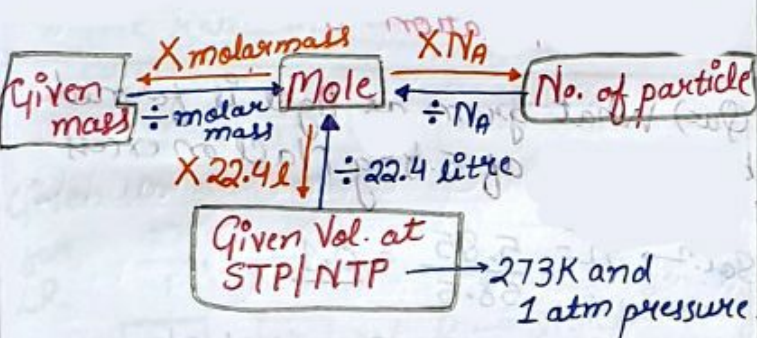 X molar mass
X NA
Given
mass
Mole
No. of particle
÷ molar
mass
÷ NA
X 22.4 l
÷ 22.4 litre
Given Vol. at
STP/NTP
273K and
1 atm pressure